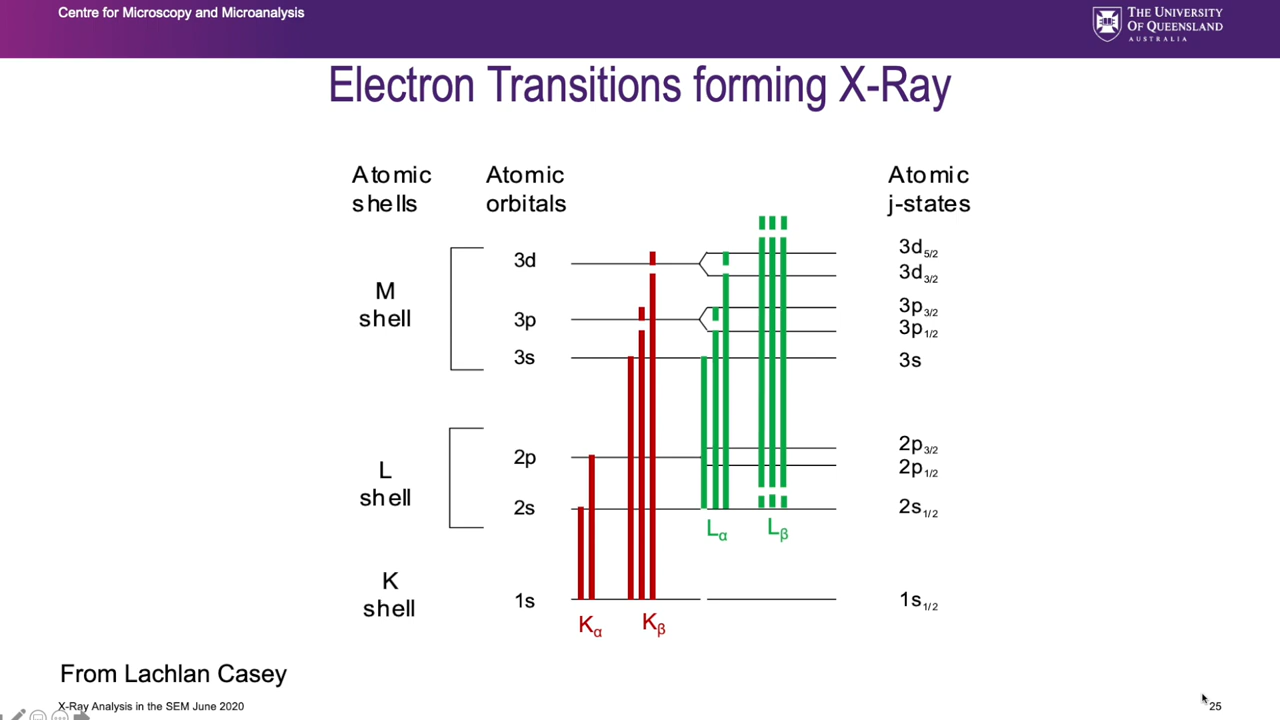 Centre for Microscopy and Microanalysis
THE UNIVERSITY
OF QUEENSLAND
AUSTRALIA
Electron Transitions forming X-Ray
Atomic
shells
Atomic
orbitals
Atomic
j-states
M
shell
L
shell
K
shell
3d
3p
3s
2p
2s
1s
3d5/2
3d3/2
3p3/2
3p1/2
3s
2p3/2
2p1/2
2s1/2
1s1/2
Kα
Kβ
Lα
Lβ
From Lachlan Casey
X-Ray Analysis in the SEM June 2020
25